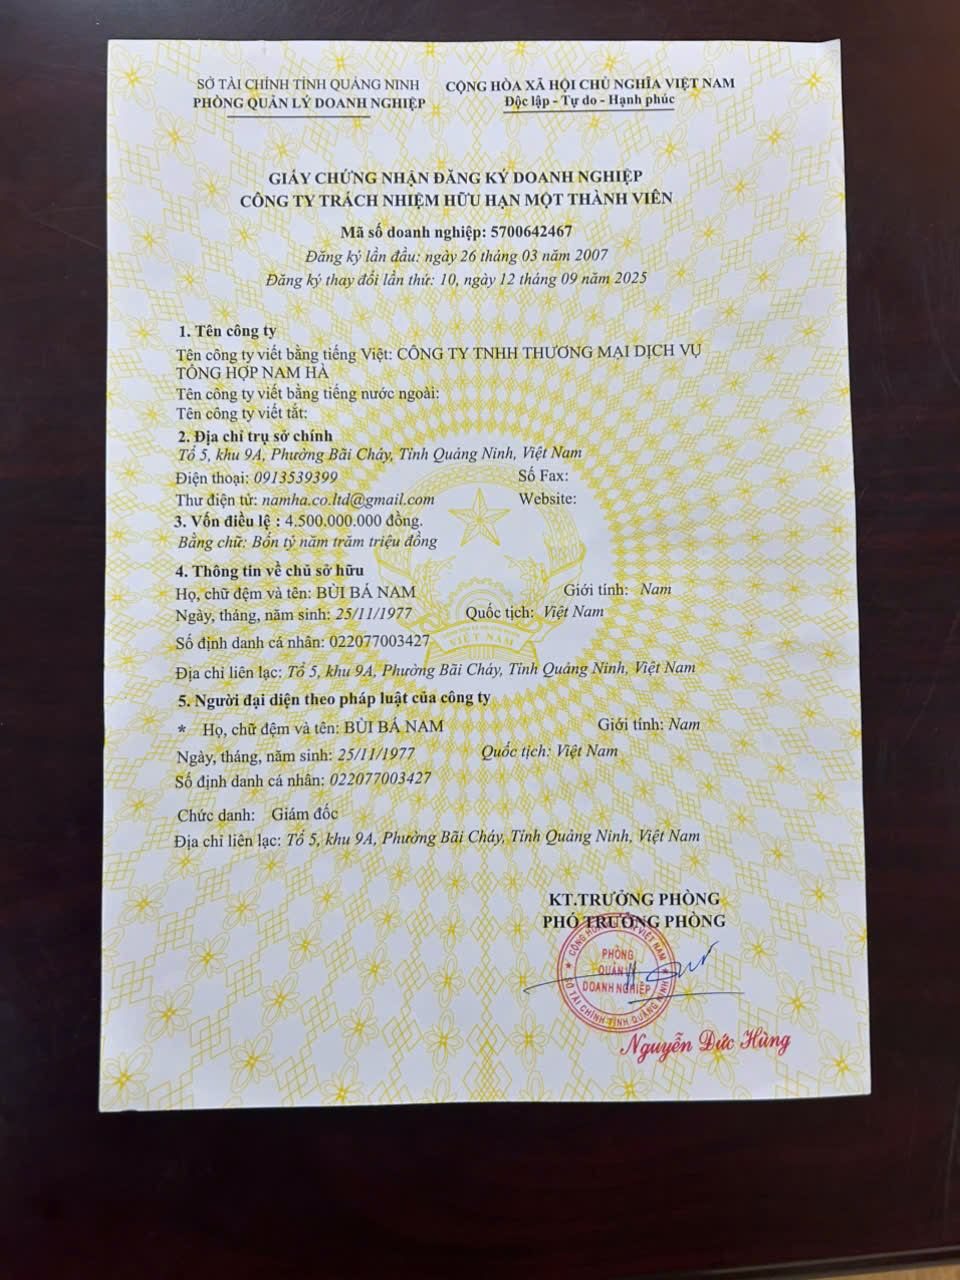 SỞ TÀI CHÍNH TỈNH QUẢNG NINH
PHÒNG QUẢN LÝ DOANH NGHIỆP
CỘNG HÒA XÃ HỘI CHỦ NGHĨA VIỆT NAM
Độc lập - Tự do - Hạnh phúc
GIẤY CHỨNG NHẬN ĐĂNG KÝ DOANH NGHIỆP
CÔNG TY TRÁCH NHIỆM HỮU HẠN MỘT THÀNH VIÊN
Mã số doanh nghiệp: 5700642467
Đăng ký lần đầu: ngày 26 tháng 03 năm 2007
Đăng ký thay đổi lần thứ: 10, ngày 12 tháng 09 năm 2025
1. Tên công ty
Tên công ty viết bằng tiếng Việt: CÔNG TY TNHH THƯƠNG MẠI DỊCH VỤ
TỔNG HỢP NAM HÀ
Tên công ty viết bằng tiếng nước ngoài:
Tên công ty viết tắt:
2. Địa chỉ trụ sở chính
Tổ 5, khu 9A, Phường Bãi Cháy, Tỉnh Quảng Ninh, Việt Nam
Điện thoại: 0913539399 Số Fax:
Thư điện tử: namha.co.ltd@gmail.com Website:
3. Vốn điều lệ : 4.500.000.000 đồng.
Bằng chữ: Bốn tỷ năm trăm triệu đồng
4. Thông tin về chủ sở hữu
Họ, chữ đệm và tên: BÙI BÁ NAM Giới tính: Nam
Ngày, tháng, năm sinh: 25/11/1977 Quốc tịch: Việt Nam
Số định danh cá nhân: 022077003427
VIỆT NAM
Địa chỉ liên lạc: Tổ 5, khu 9A, Phường Bãi Cháy, Tỉnh Quảng Ninh, Việt Nam
5. Người đại diện theo pháp luật của công ty
* Họ, chữ đệm và tên: BÙI BÁ NAM Giới tính: Nam
Ngày, tháng, năm sinh: 25/11/1977 Quốc tịch: Việt Nam
Số định danh cá nhân: 022077003427
Chức danh: Giám đốc
Địa chỉ liên lạc: Tổ 5, khu 9A, Phường Bãi Cháy, Tỉnh Quảng Ninh, Việt Nam
KT.TRƯỞNG PHÒNG
PHÓ TRƯỞNG PHÒNG
PHÒNG
QUẢN LÝ
DOANH NGHIỆP
SỞ TÀI CHÍNH TỈNH QUẢNG NINH
Nguyễn Đức Hùng